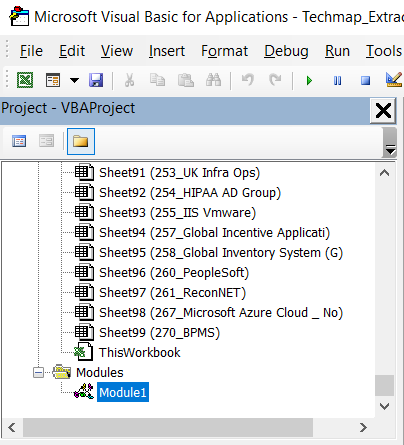 Microsoft Visual Basic for Applications - Techmap_Extrac
File Edit View Insert Format Debug Run Tools
Project - VBAProject
Sheet91 (253_UK Infra Ops)
Sheet92 (254_HIPAA AD Group)
Sheet93 (255_IIS Vmware)
Sheet94 (257_Global Incentive Applicati)
Sheet95 (258_Global Inventory System (G)
Sheet96 (260_PeopleSoft)
Sheet97 (261_ReconNET)
Sheet98 (267_Microsoft Azure Cloud _ No)
Sheet99 (270_BPMS)
ThisWorkbook
Modules
Module1